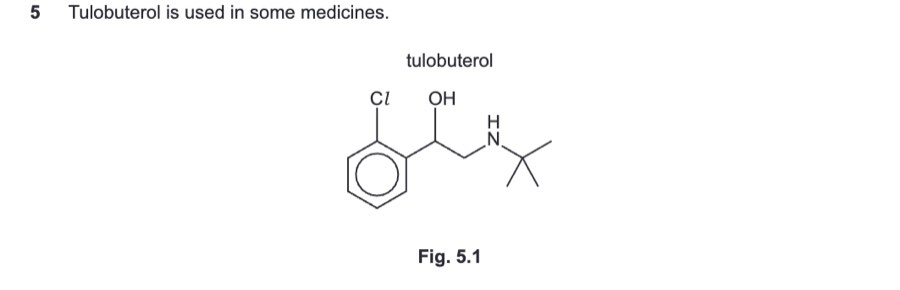 5 Tulobuterol is used in some medicines.
tulobuterol
Cl OH
H
N
Fig. 5.1